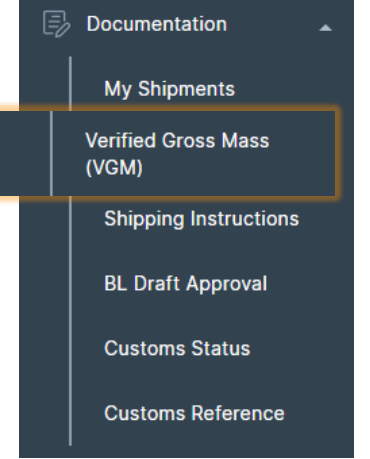 Documentation
My Shipments
Verified Gross Mass
(VGM)
Shipping Instructions
BL Draft Approval
Customs Status
Customs Reference